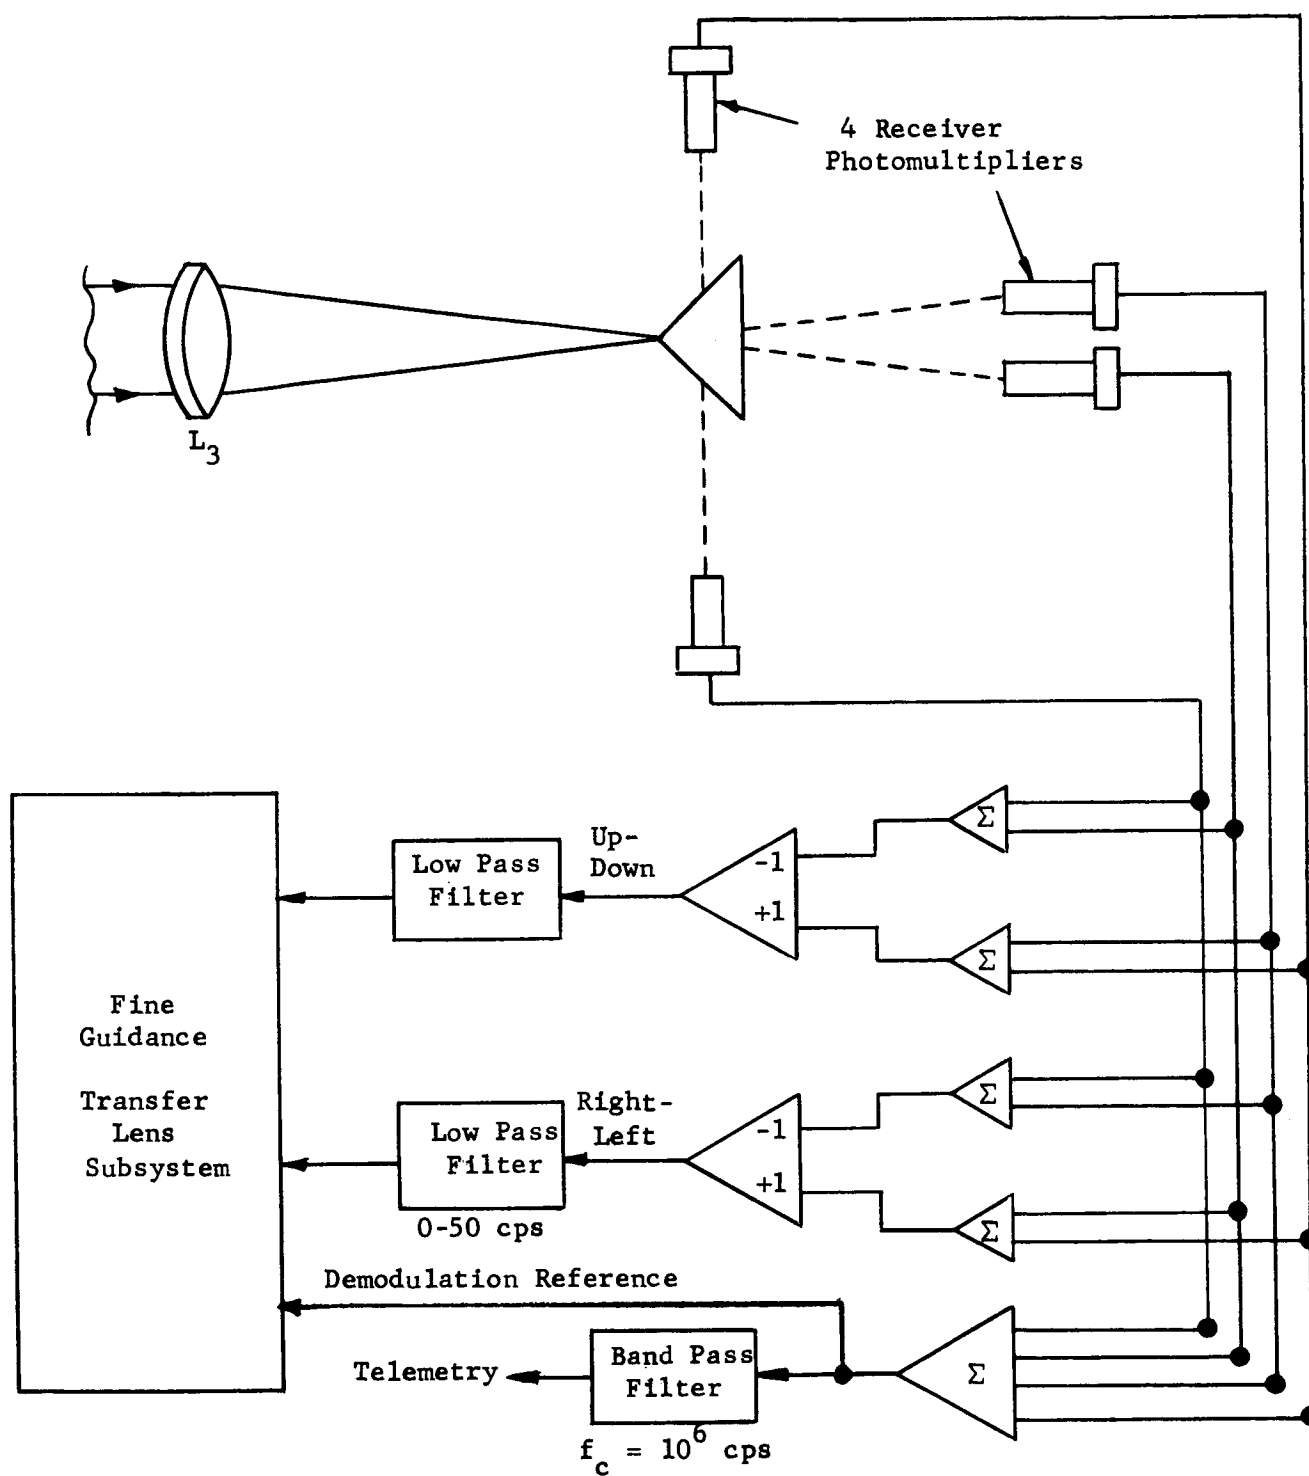 4 Receiver
Photomultipliers
L3
Σ
Up-
Down
-1
Low Pass
Filter
+1
Σ
Fine
Guidance
Transfer
Lens
Subsystem
Σ
Right-
Left
-1
Low Pass
Filter
+1
0-50 cps
Σ
Demodulation Reference
Telemetry
Band Pass
Filter
Σ
fc = 10^6 cps